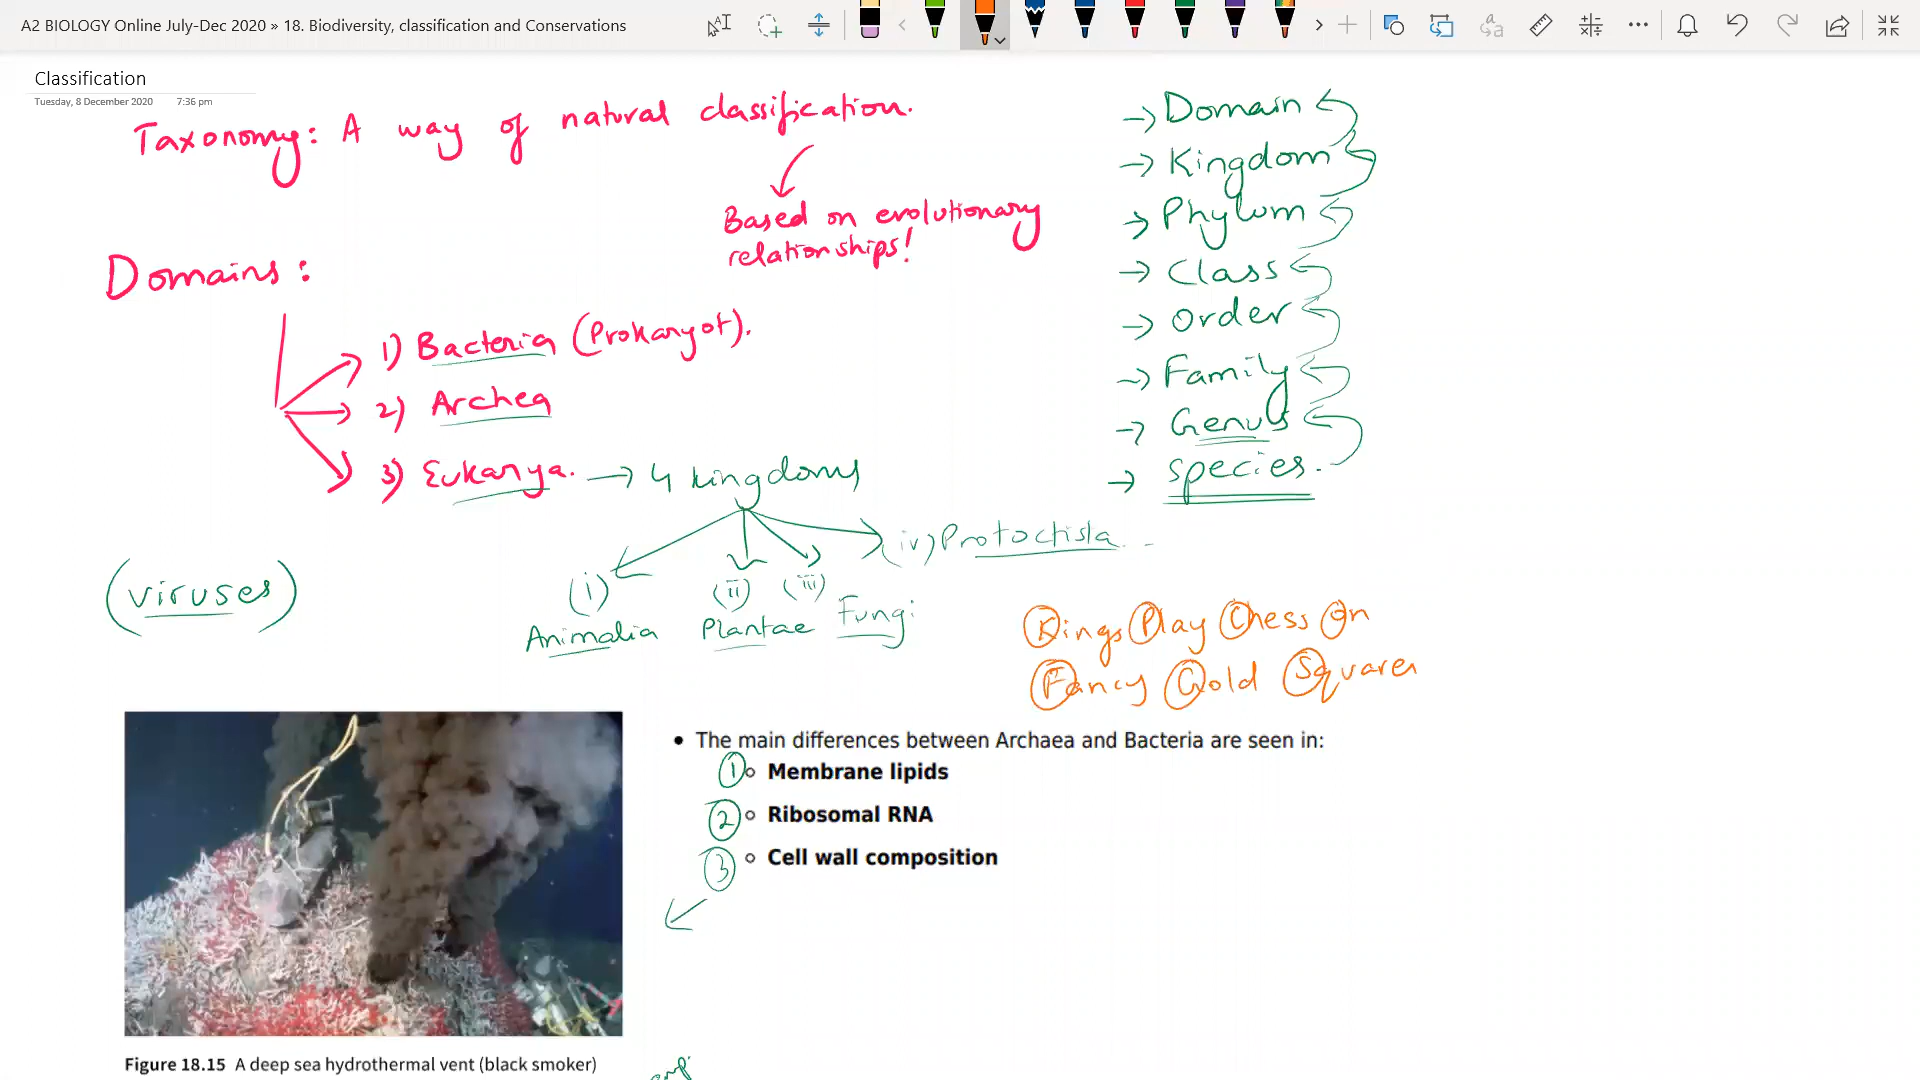 A2 BIOLOGY Online July-Dec 2020 » 18. Biodiversity, classification and Conservations
Classification
Tuesday, 8 December 2020 7:36 pm
Taxonomy: A way of natural classification.
Based on evolutionary
relationships!
Domains:
1) Bacteria (Prokaryot).
2) Archea
3) Eukarya. → 4 kingdoms
(i)
Animalia
(ii)
Plantae
(iii)
Fungi
(iv) Protoctista
(viruses)
→ Domain
→ Kingdom
→ Phylum
→ Class
→ Order
→ Family
→ Genus
→ species.
Kings Play Chess On
Fancy Gold Squares
• The main differences between Archaea and Bacteria are seen in:
1 Membrane lipids
2 Ribosomal RNA
3 Cell wall composition
Figure 18.15 A deep sea hydrothermal vent (black smoker)